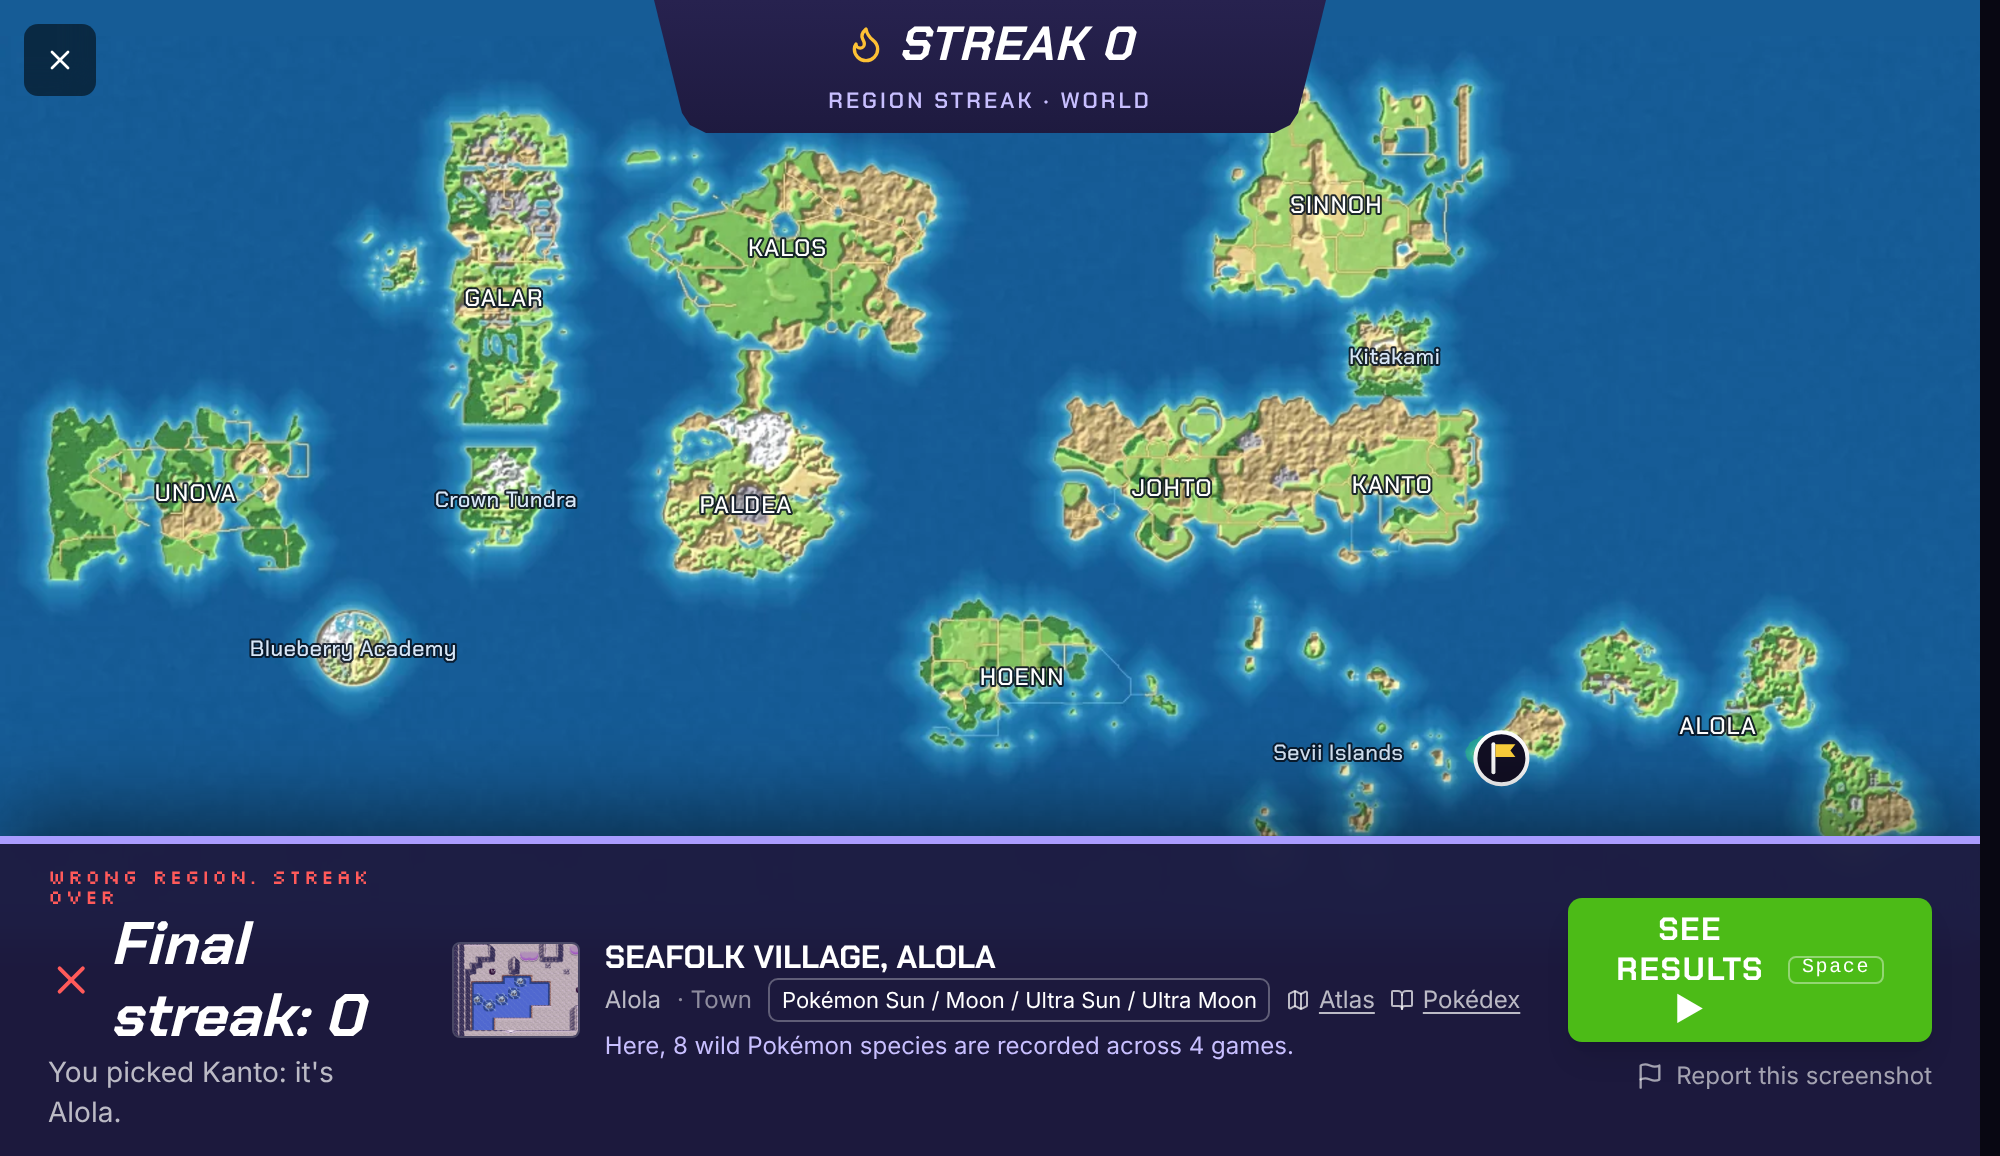 STREAK 0
REGION STREAK · WORLD
SINNOH
KALOS
GALAR
Kitakami
UNOVA
Crown Tundra
PALDEA
JOHTO
KANTO
Blueberry Academy
HOENN
ALOLA
Sevii Islands
WRONG REGION. STREAK
OVER
Final
streak: 0
You picked Kanto: it's
Alola.
SEAFOLK VILLAGE, ALOLA
Alola · Town Pokémon Sun / Moon / Ultra Sun / Ultra Moon Atlas Pokédex
Here, 8 wild Pokémon species are recorded across 4 games.
SEE
RESULTS Space
Report this screenshot